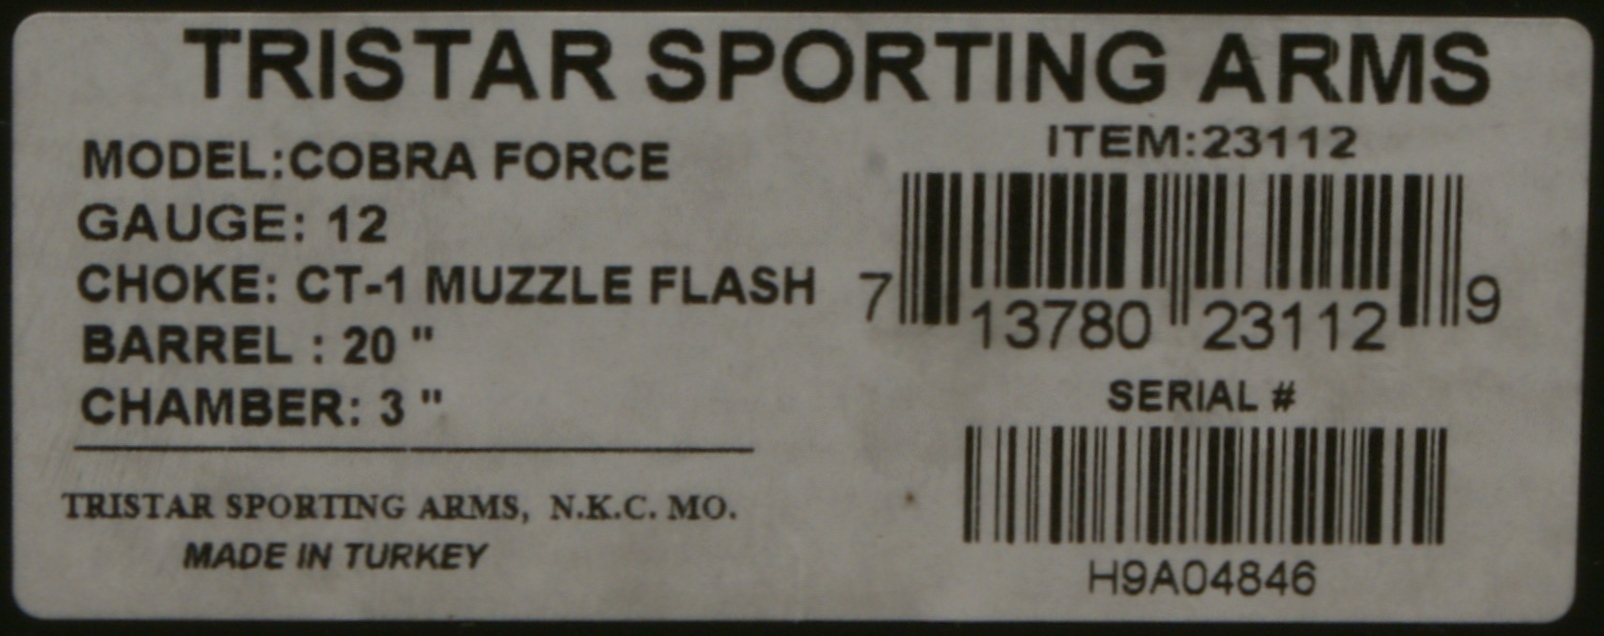 TRISTAR SPORTING ARMS
MODEL:COBRA FORCE
GAUGE: 12
CHOKE: CT-1 MUZZLE FLASH
BARREL : 20 "
CHAMBER: 3 "
TRISTAR SPORTING ARMS, N.K.C. MO.
MADE IN TURKEY
ITEM:23112
7 13780 23112 9
SERIAL #
H9A04846